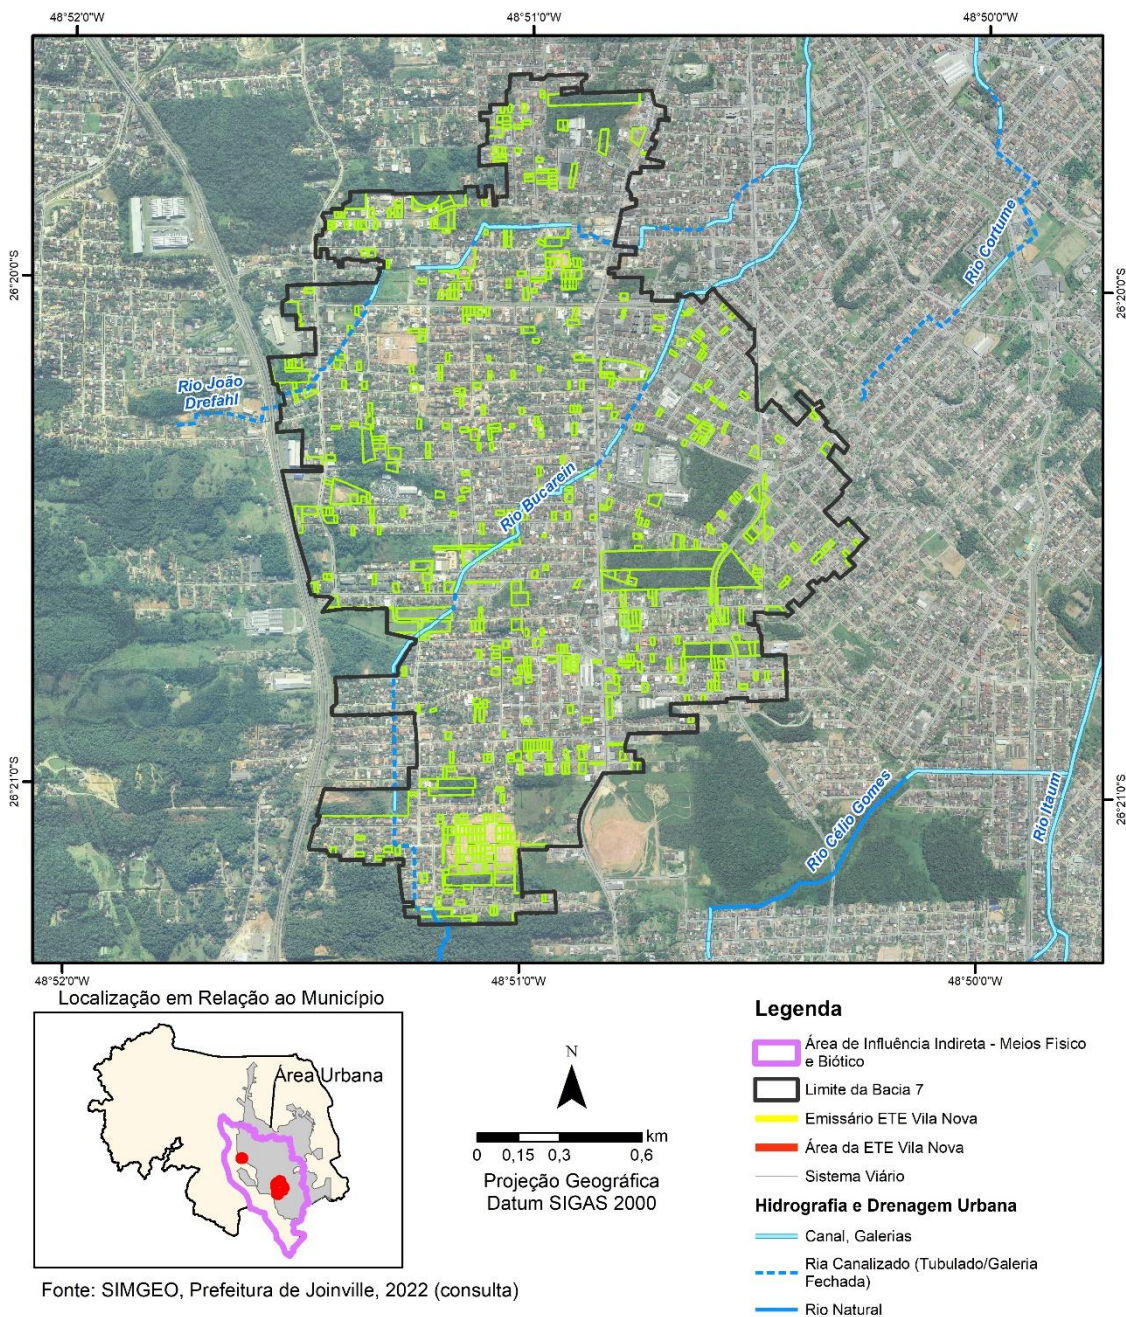 48°52'0"W
48°51'0"W
48°50'0"W
26°20'0"S
26°20'0"S
Rio Cortume
Rio João
Drefahl
Rio Bucarein
26°21'0"S
26°21'0"S
Rio Célio Gomes
Rio Itaum
48°52'0"W
48°51'0"W
48°50'0"W
Localização em Relação ao Município
Área Urbana
N
km
0 0,15 0,3 0,6
Projeção Geográfica
Datum SIGAS 2000
Legenda
Área de Influência Indireta - Meios Fisico
e Biótico
Limite da Bacia 7
Emissário ETE Vila Nova
Área da ETE Vila Nova
Sistema Viário
Hidrografia e Drenagem Urbana
Canal, Galerias
Ria Canalizado (Tubulado/Galeria
Fechada)
Rio Natural
Fonte: SIMGEO, Prefeitura de Joinville, 2022 (consulta)